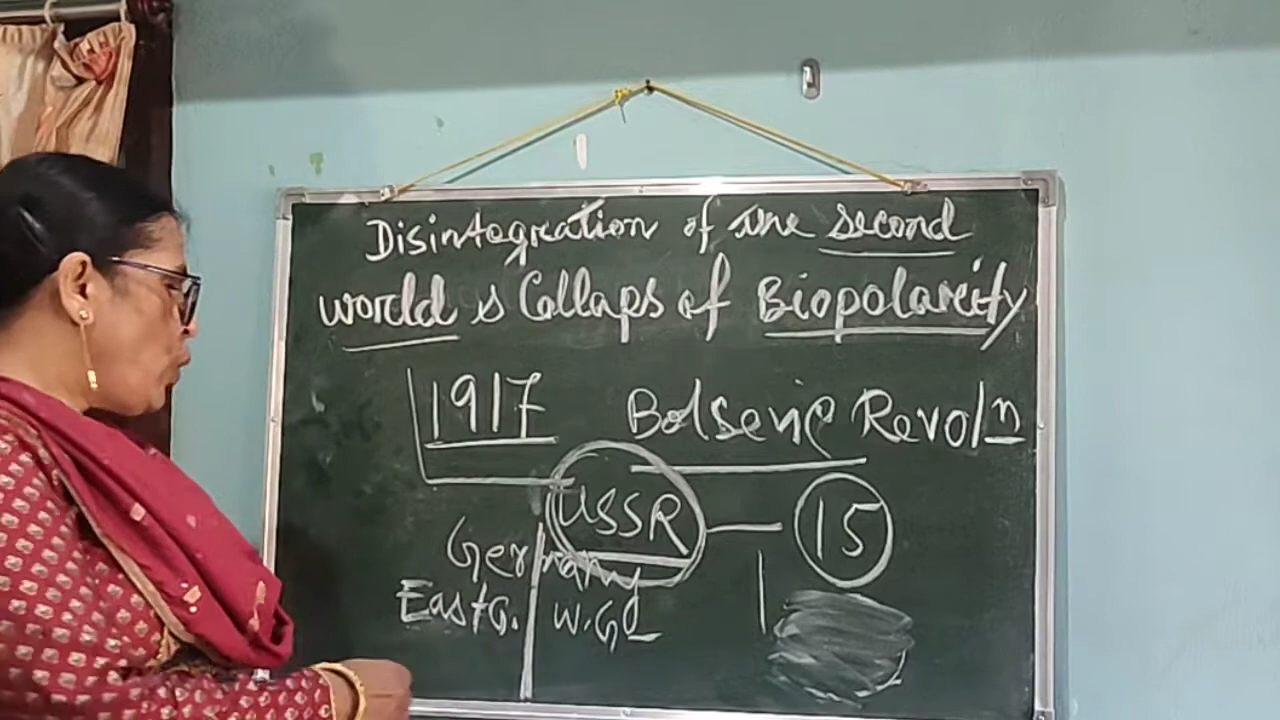 Disintegration of the second
world & Collaps of Biopolarity
1917 Bolsevic Revol n
USSR — 15
Germany
East G. W.G